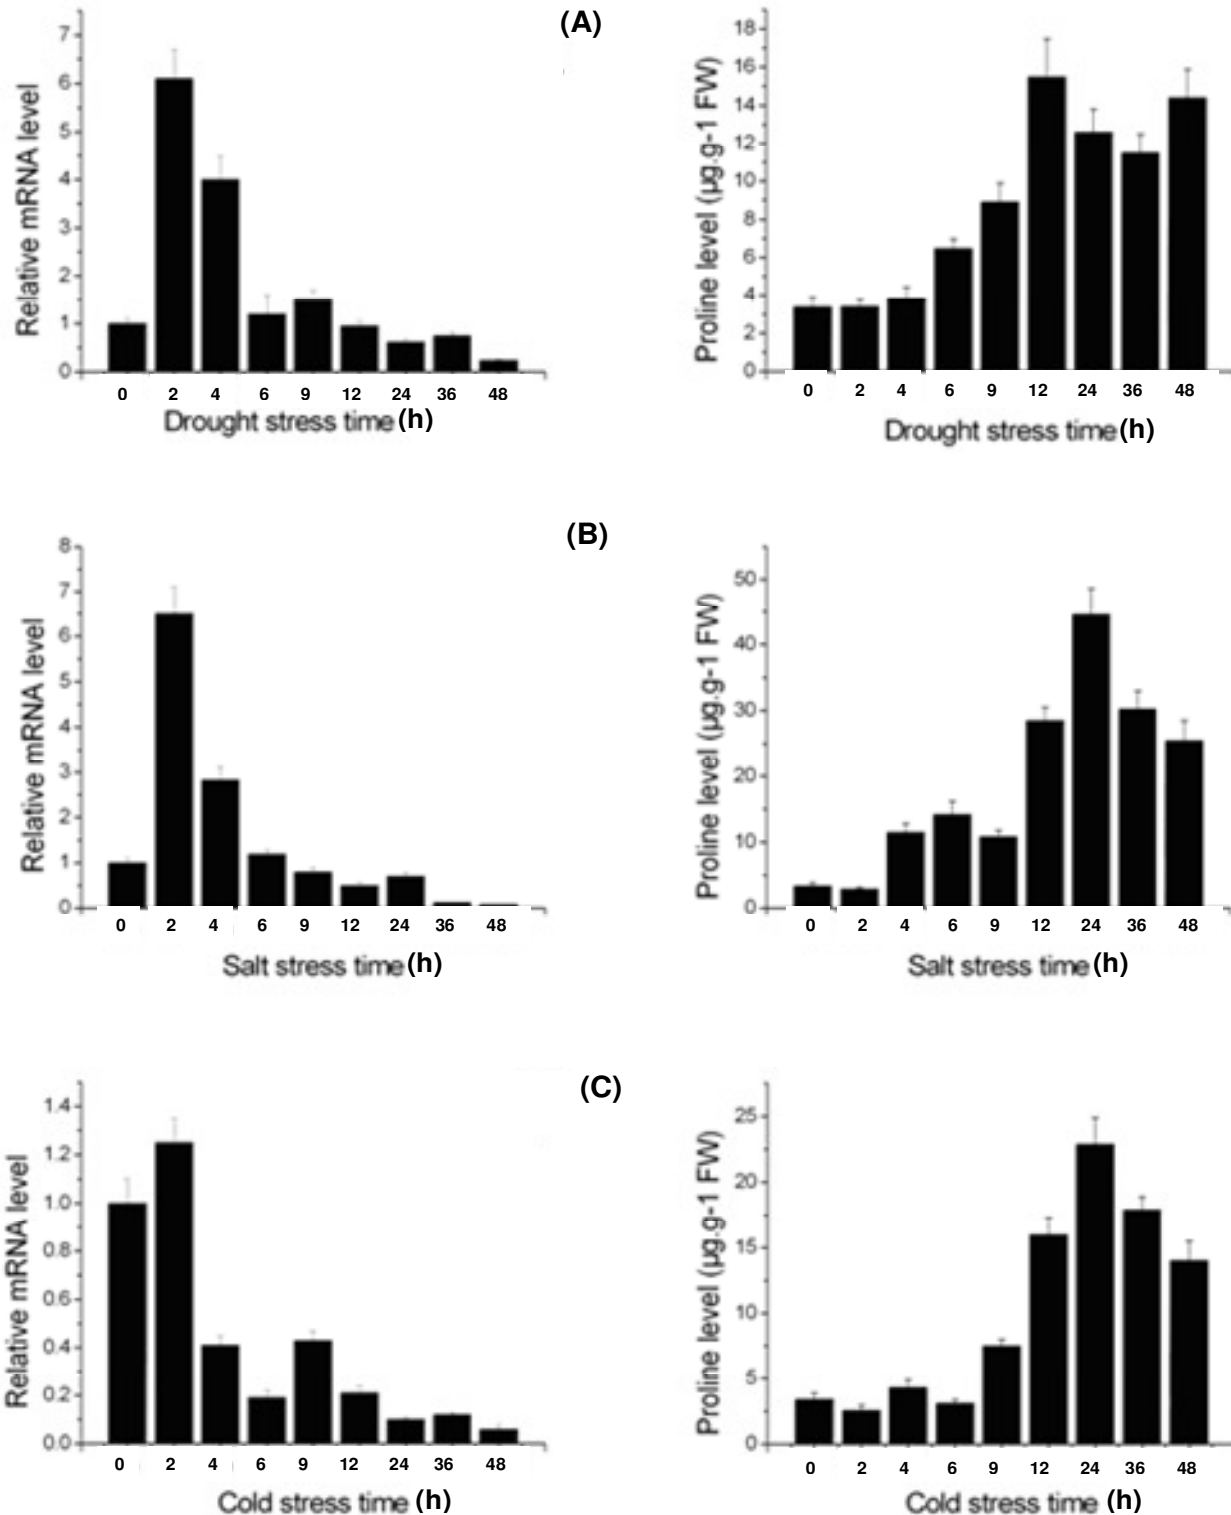 (A)
Relative mRNA level
7
6
5
4
3
2
1
0
0 2 4 6 9 12 24 36 48
Drought stress time (h)
Proline level (µg.g-1 FW)
18
16
14
12
10
8
6
4
2
0
0 2 4 6 9 12 24 36 48
Drought stress time (h)
(B)
Relative mRNA level
8
7
6
5
4
3
2
1
0
0 2 4 6 9 12 24 36 48
Salt stress time (h)
Proline level (µg.g-1 FW)
50
40
30
20
10
0
0 2 4 6 9 12 24 36 48
Salt stress time (h)
(C)
Relative mRNA level
1.4
1.2
1.0
0.8
0.6
0.4
0.2
0.0
0 2 4 6 9 12 24 36 48
Cold stress time (h)
Proline level (µg.g-1 FW)
25
20
15
10
5
0
0 2 4 6 9 12 24 36 48
Cold stress time (h)